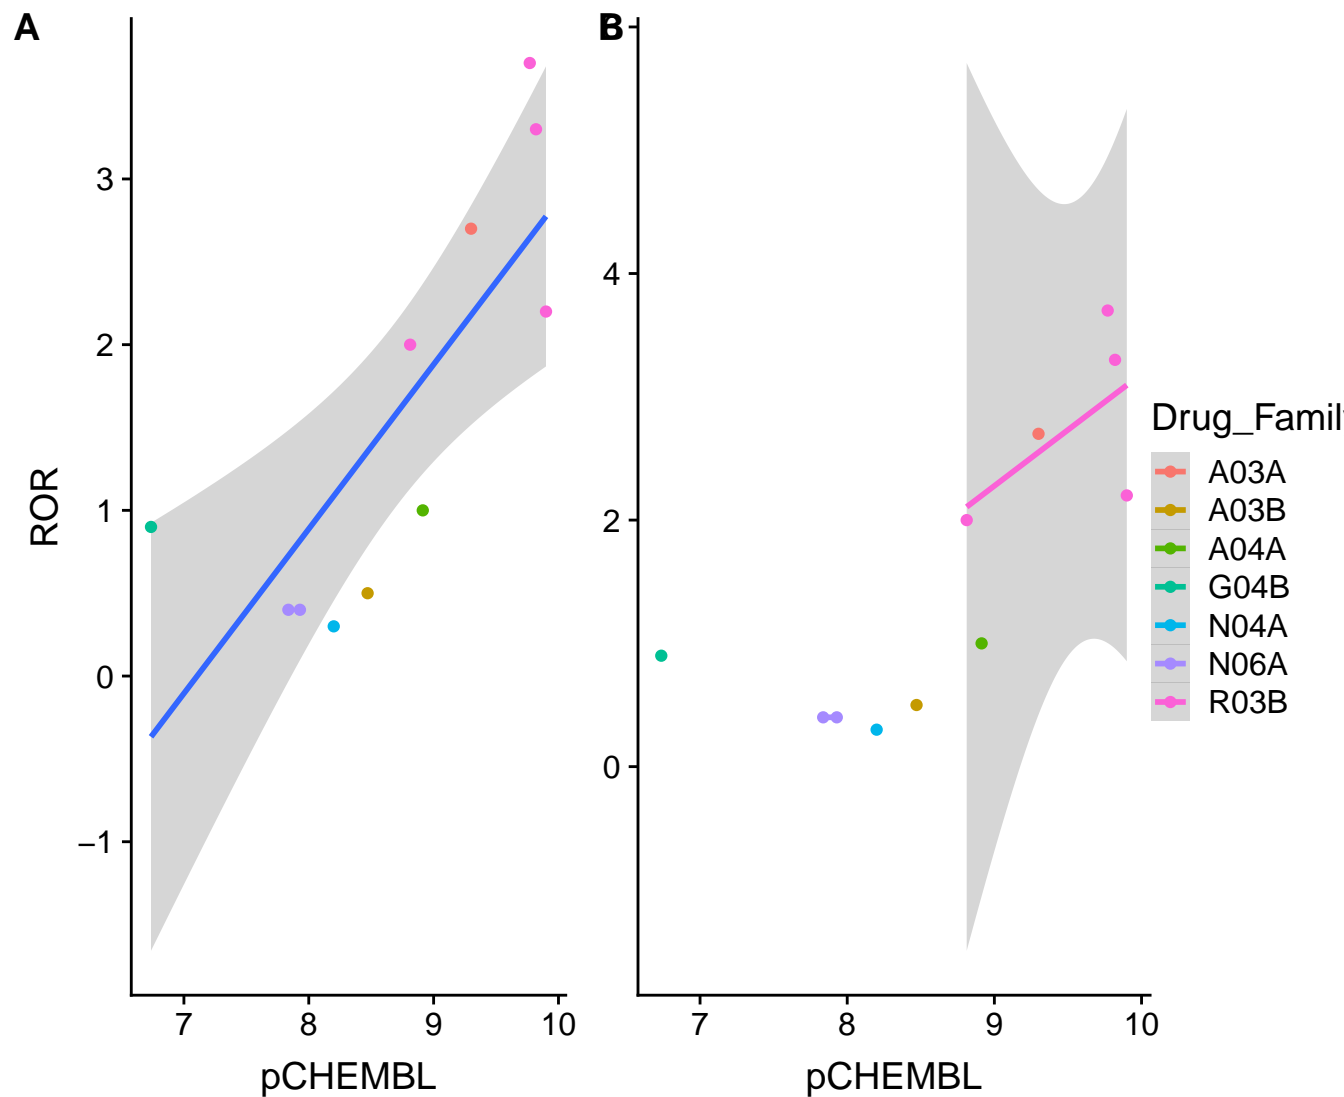 A
ROR
3
2
1
0
−1
7 8 9 10
pCHEMBL
B
4
2
0
7 8 9 10
pCHEMBL
Drug_Famil
A03A
A03B
A04A
G04B
N04A
N06A
R03B